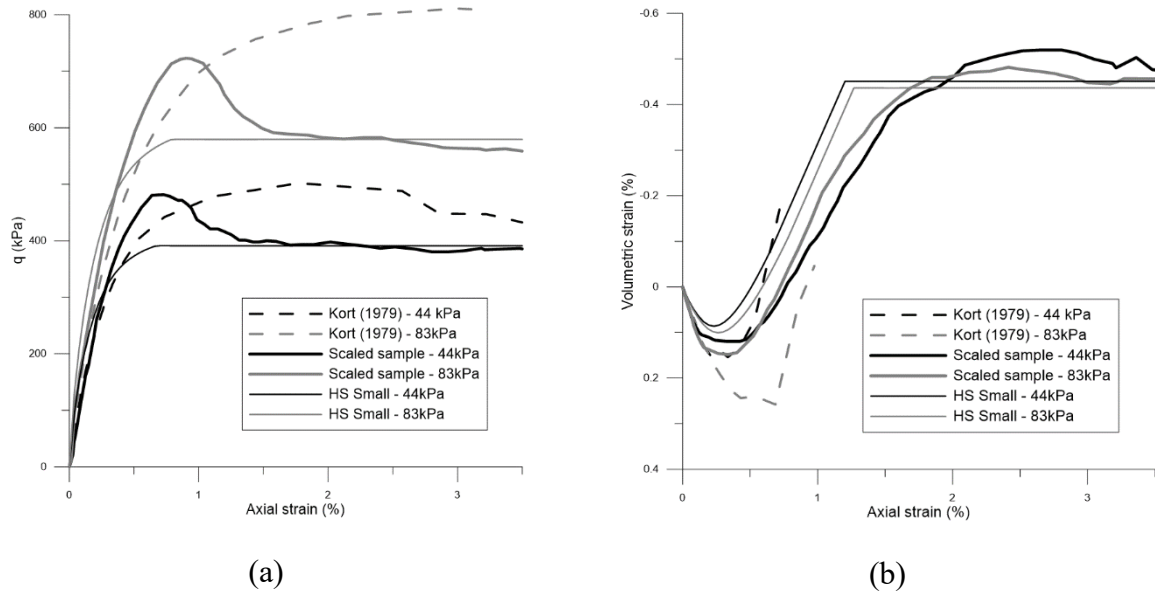 800
600
400
200
0
q (kPa)
0
1
2
3
Axial strain (%)
Kort (1979) - 44 kPa
Kort (1979) - 83kPa
Scaled sample - 44kPa
Scaled sample - 83kPa
HS Small - 44kPa
HS Small - 83kPa
(a)
-0.6
-0.4
-0.2
0
0.2
0.4
Volumetric strain (%)
0
1
2
3
Axial strain (%)
Kort (1979) - 44 kPa
Kort (1979) - 83kPa
Scaled sample - 44kPa
Scaled sample - 83kPa
HS Small - 44kPa
HS Small - 83kPa
(b)